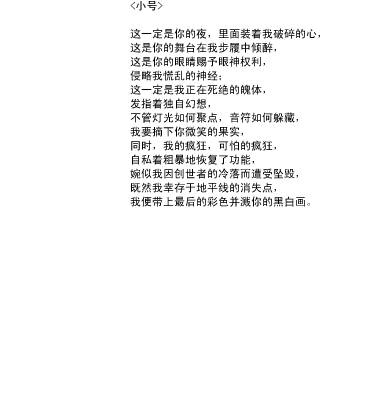 <小号>
这一定是你的夜，里面装着我破碎的心，
这是你的舞台在我步履中倾醉，
这是你的眼睛赐予眼神权利，
侵略我慌乱的神经；
这一定是我正在死绝的魄体，
发指着独自幻想，
不管灯光如何聚点，音符如何躲藏，
我要摘下你微笑的果实，
同时，我的疯狂，可怕的疯狂，
自私着粗暴地恢复了功能，
婉似我因创世者的冷落而遭受坠毁，
既然我幸存于地平线的消失点，
我便带上最后的彩色并溅你的黑白画。